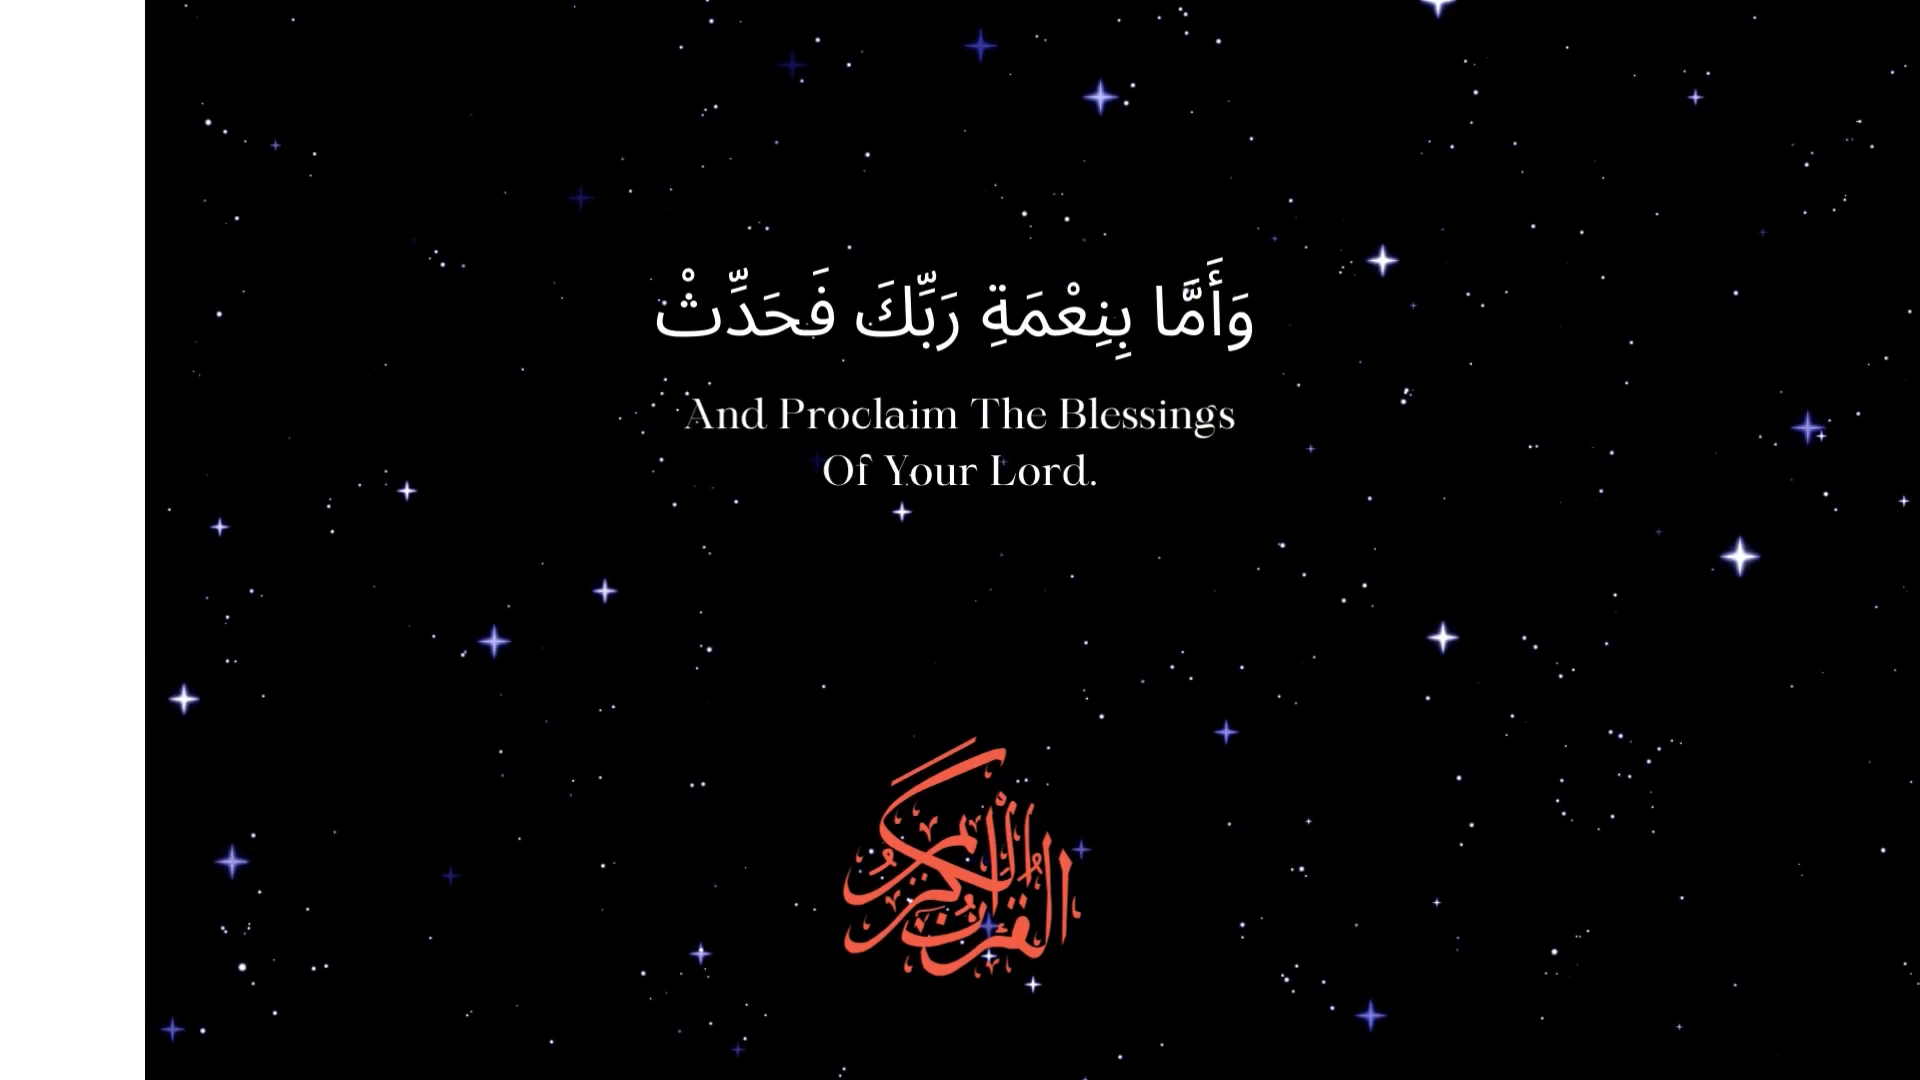 وَأَمَّا بِنِعْمَةِ رَبِّكَ فَحَدِّثْ
And Proclaim The Blessings
Of Your Lord.
القرآن الكريم